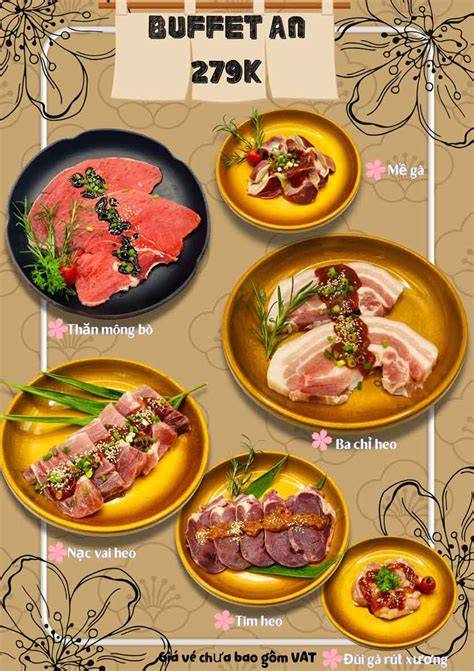 BUFFET AN
279K
Mề gà
Thăn mông bò
Ba chỉ heo
Nạc vai heo
Tim heo
Đùi gà rút xương
Giá vé chưa bao gồm VAT